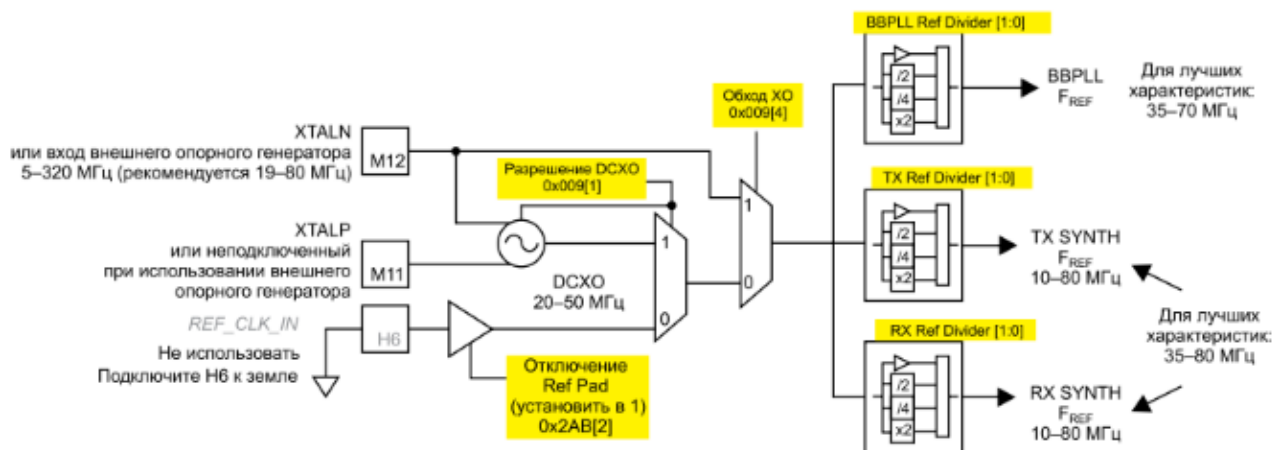 BBPLL Ref Divider [1:0]
/2
/4
x2
BBPLL
FREF
Для лучших
характеристик:
35–70 МГц
Обход XO
0x009[4]
XTALN
или вход внешнего опорного генератора
5–320 МГц (рекомендуется 19–80 МГц)
M12
Разрешение DCXO
0x009[1]
1
0
TX Ref Divider [1:0]
/2
/4
x2
TX SYNTH
FREF
10–80 МГц
XTALP
или неподключенный
при использовании внешнего
опорного генератора
M11
1
0
DCXO
20–50 МГц
REF_CLK_IN
H6
Не использовать
Подключите H6 к земле
Отключение
Ref Pad
(установить в 1)
0x2AB[2]
Для лучших
характеристик:
35–80 МГц
RX Ref Divider [1:0]
/2
/4
x2
RX SYNTH
FREF
10–80 МГц